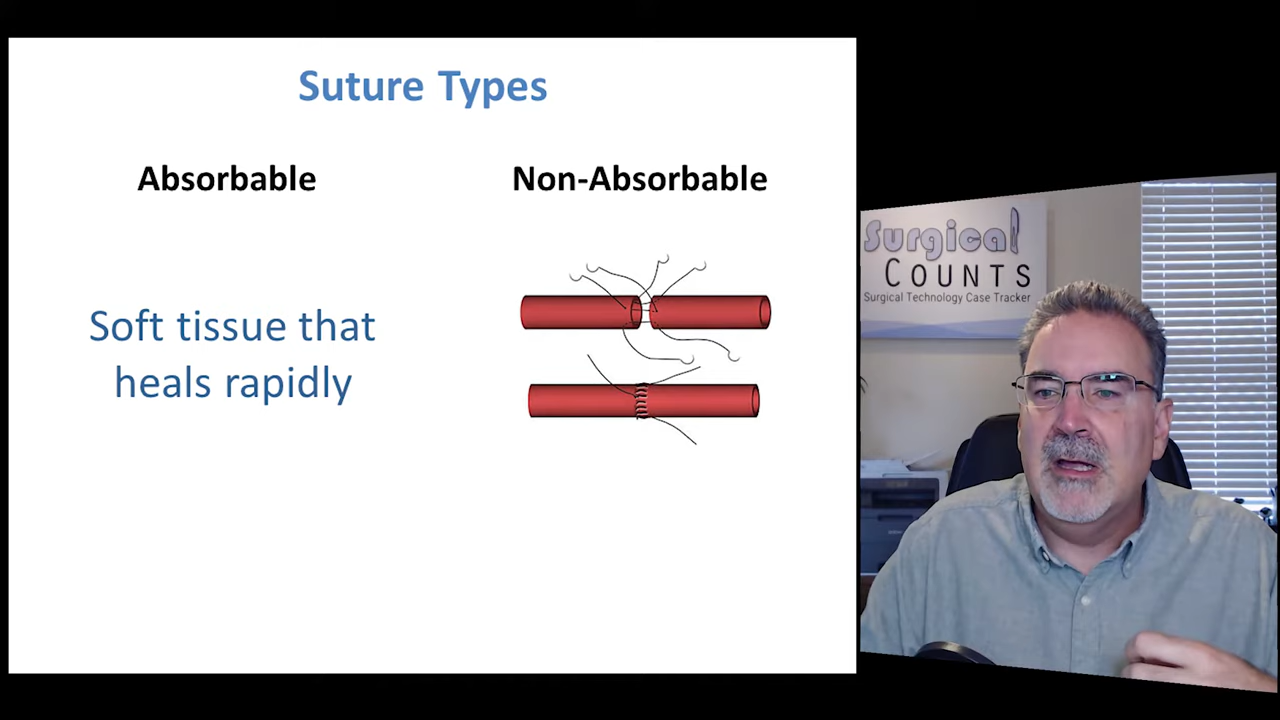 Suture Types
Absorbable
Non-Absorbable
Soft tissue that
heals rapidly
Surgical
COUNTS
Surgical Technology Case Tracker